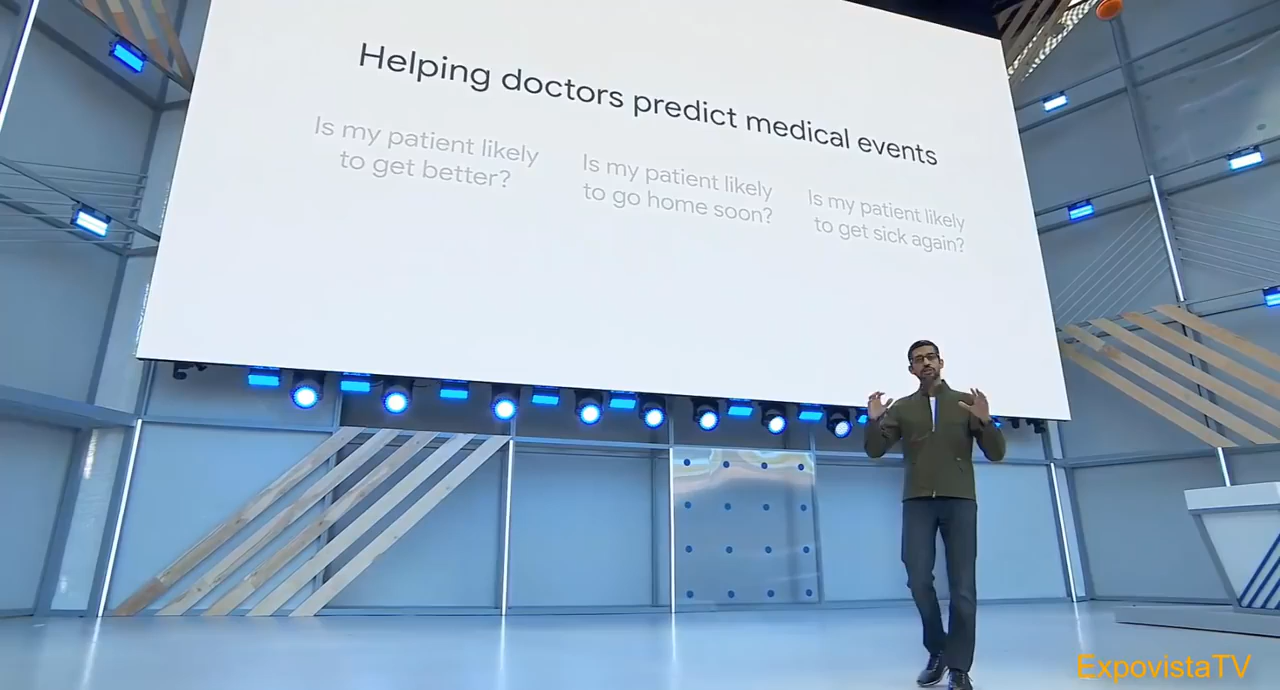 Helping doctors predict medical events
Is my patient likely
to get better?
Is my patient likely
to go home soon?
Is my patient likely
to get sick again?
ExpovistaTV